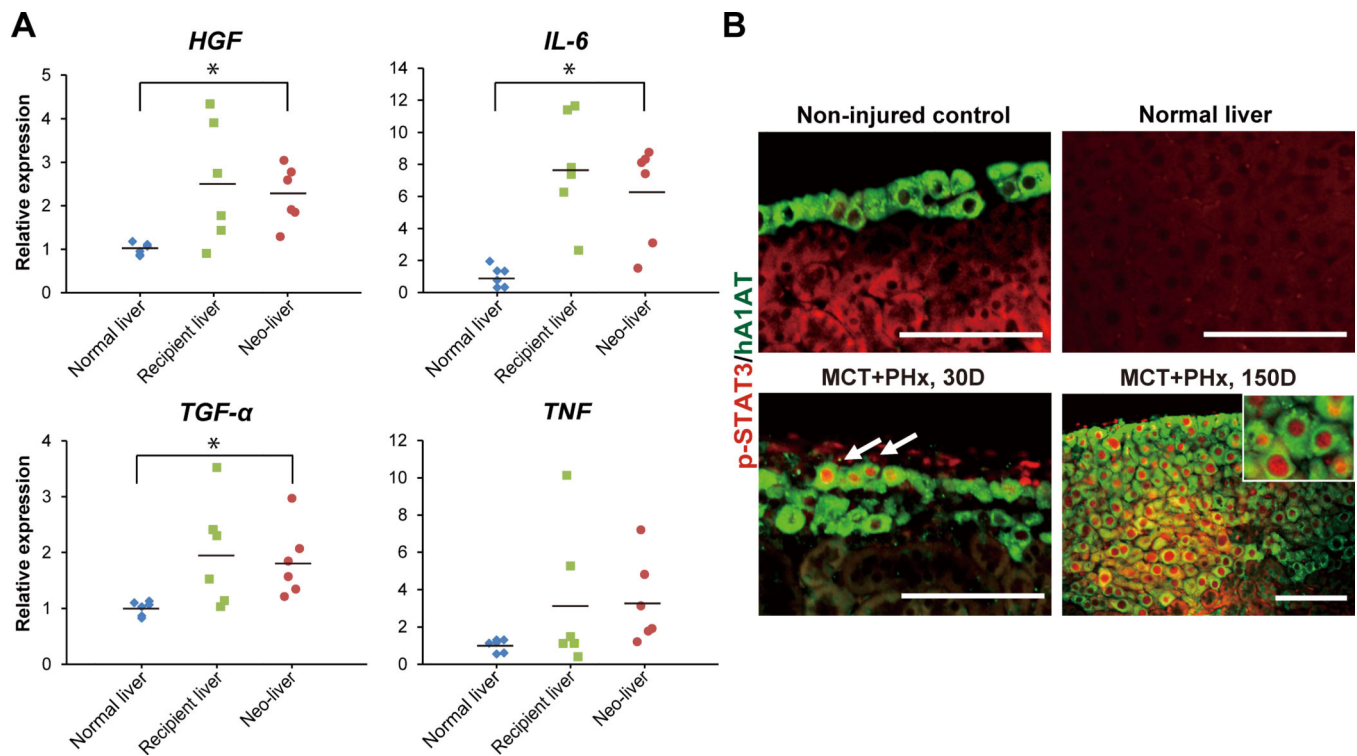 A
HGF
*
Relative expression
5
4
3
2
1
0
Normal liver
Recipient liver
Neo-liver
IL-6
*
14
12
10
8
6
4
2
0
Normal liver
Recipient liver
Neo-liver
TGF-α
*
Relative expression
4
3
2
1
0
Normal liver
Recipient liver
Neo-liver
TNF
12
10
8
6
4
2
0
Normal liver
Recipient liver
Neo-liver
B
p-STAT3/hA1AT
Non-injured control
Normal liver
MCT+PHx, 30D
MCT+PHx, 150D